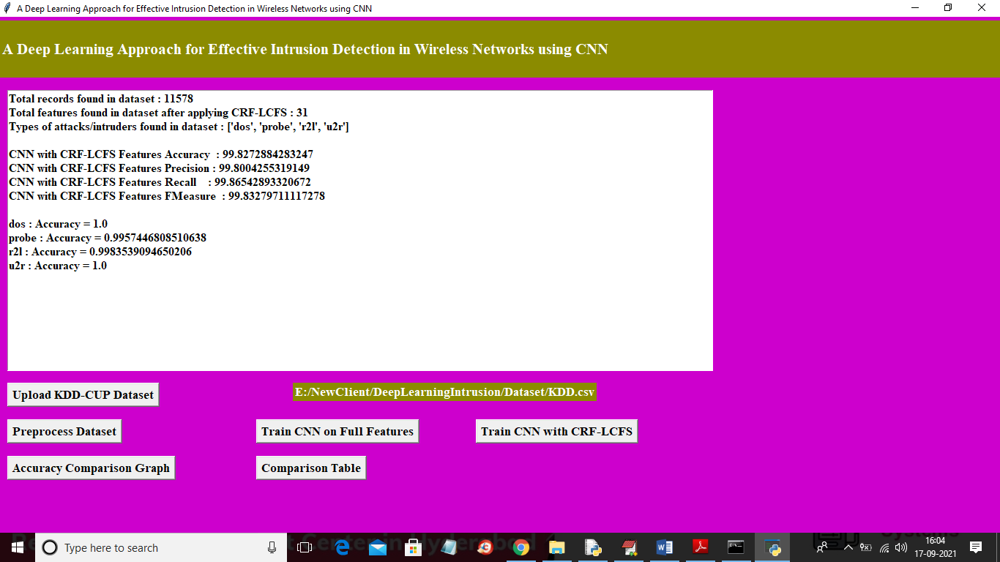 A Deep Learning Approach for Effective Intrusion Detection in Wireless Networks using CNN
A Deep Learning Approach for Effective Intrusion Detection in Wireless Networks using CNN
Total records found in dataset : 11578
Total features found in dataset after applying CRF-LCFS : 31
Types of attacks/intruders found in dataset : ['dos', 'probe', 'r2l', 'u2r']
CNN with CRF-LCFS Features Accuracy : 99.8272884283247
CNN with CRF-LCFS Features Precision : 99.8004255319149
CNN with CRF-LCFS Features Recall : 99.86542893320672
CNN with CRF-LCFS Features FMeasure : 99.83279711117278
dos : Accuracy = 1.0
probe : Accuracy = 0.9957446808510638
r2l : Accuracy = 0.9983539094650206
u2r : Accuracy = 1.0
Upload KDD-CUP Dataset
E:/NewClient/DeepLearningIntrusion/Dataset/KDD.csv
Preprocess Dataset
Train CNN on Full Features
Train CNN with CRF-LCFS
Accuracy Comparison Graph
Comparison Table
Type here to search
16:04
17-09-2021